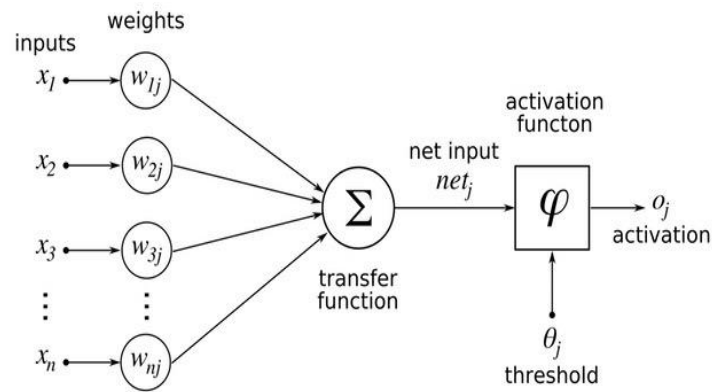 weights
inputs
x₁
w₁ⱼ
activation
functon
x₂
w₂ⱼ
net input
netⱼ
Σ
φ
oⱼ
activation
x₃
w₃ⱼ
transfer
function
⋮ ⋮
xₙ
wₙⱼ
θⱼ
threshold